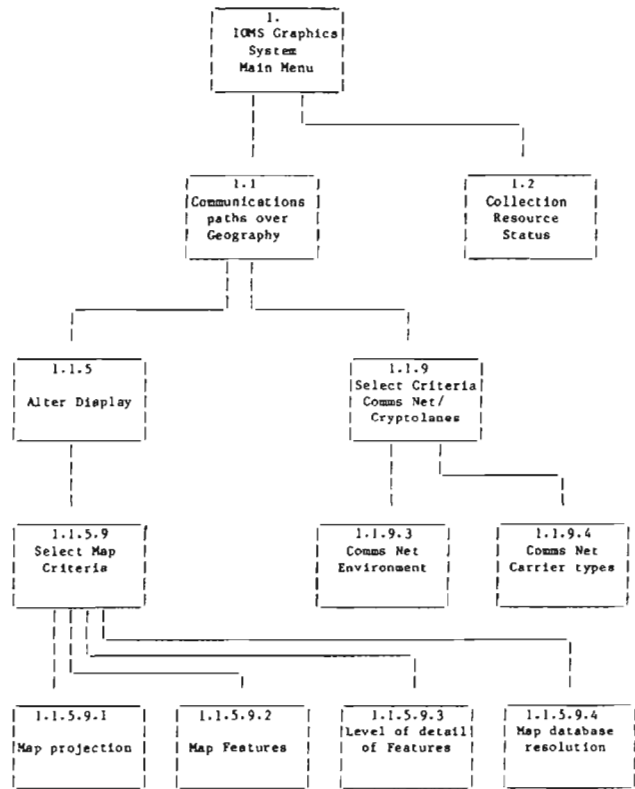 1.
IOMS Graphics
System
Main Menu
1.1
Communications
paths over
Geography
1.2
Collection
Resource
Status
1.1.5
Alter Display
1.1.9
Select Criteria
Comms Net/
Cryptolanes
1.1.5.9
Select Map
Criteria
1.1.9.3
Comms Net
Environment
1.1.9.4
Comms Net
Carrier types
1.1.5.9.1
Map projection
1.1.5.9.2
Map Features
1.1.5.9.3
Level of detail
of Features
1.1.5.9.4
Map database
resolution